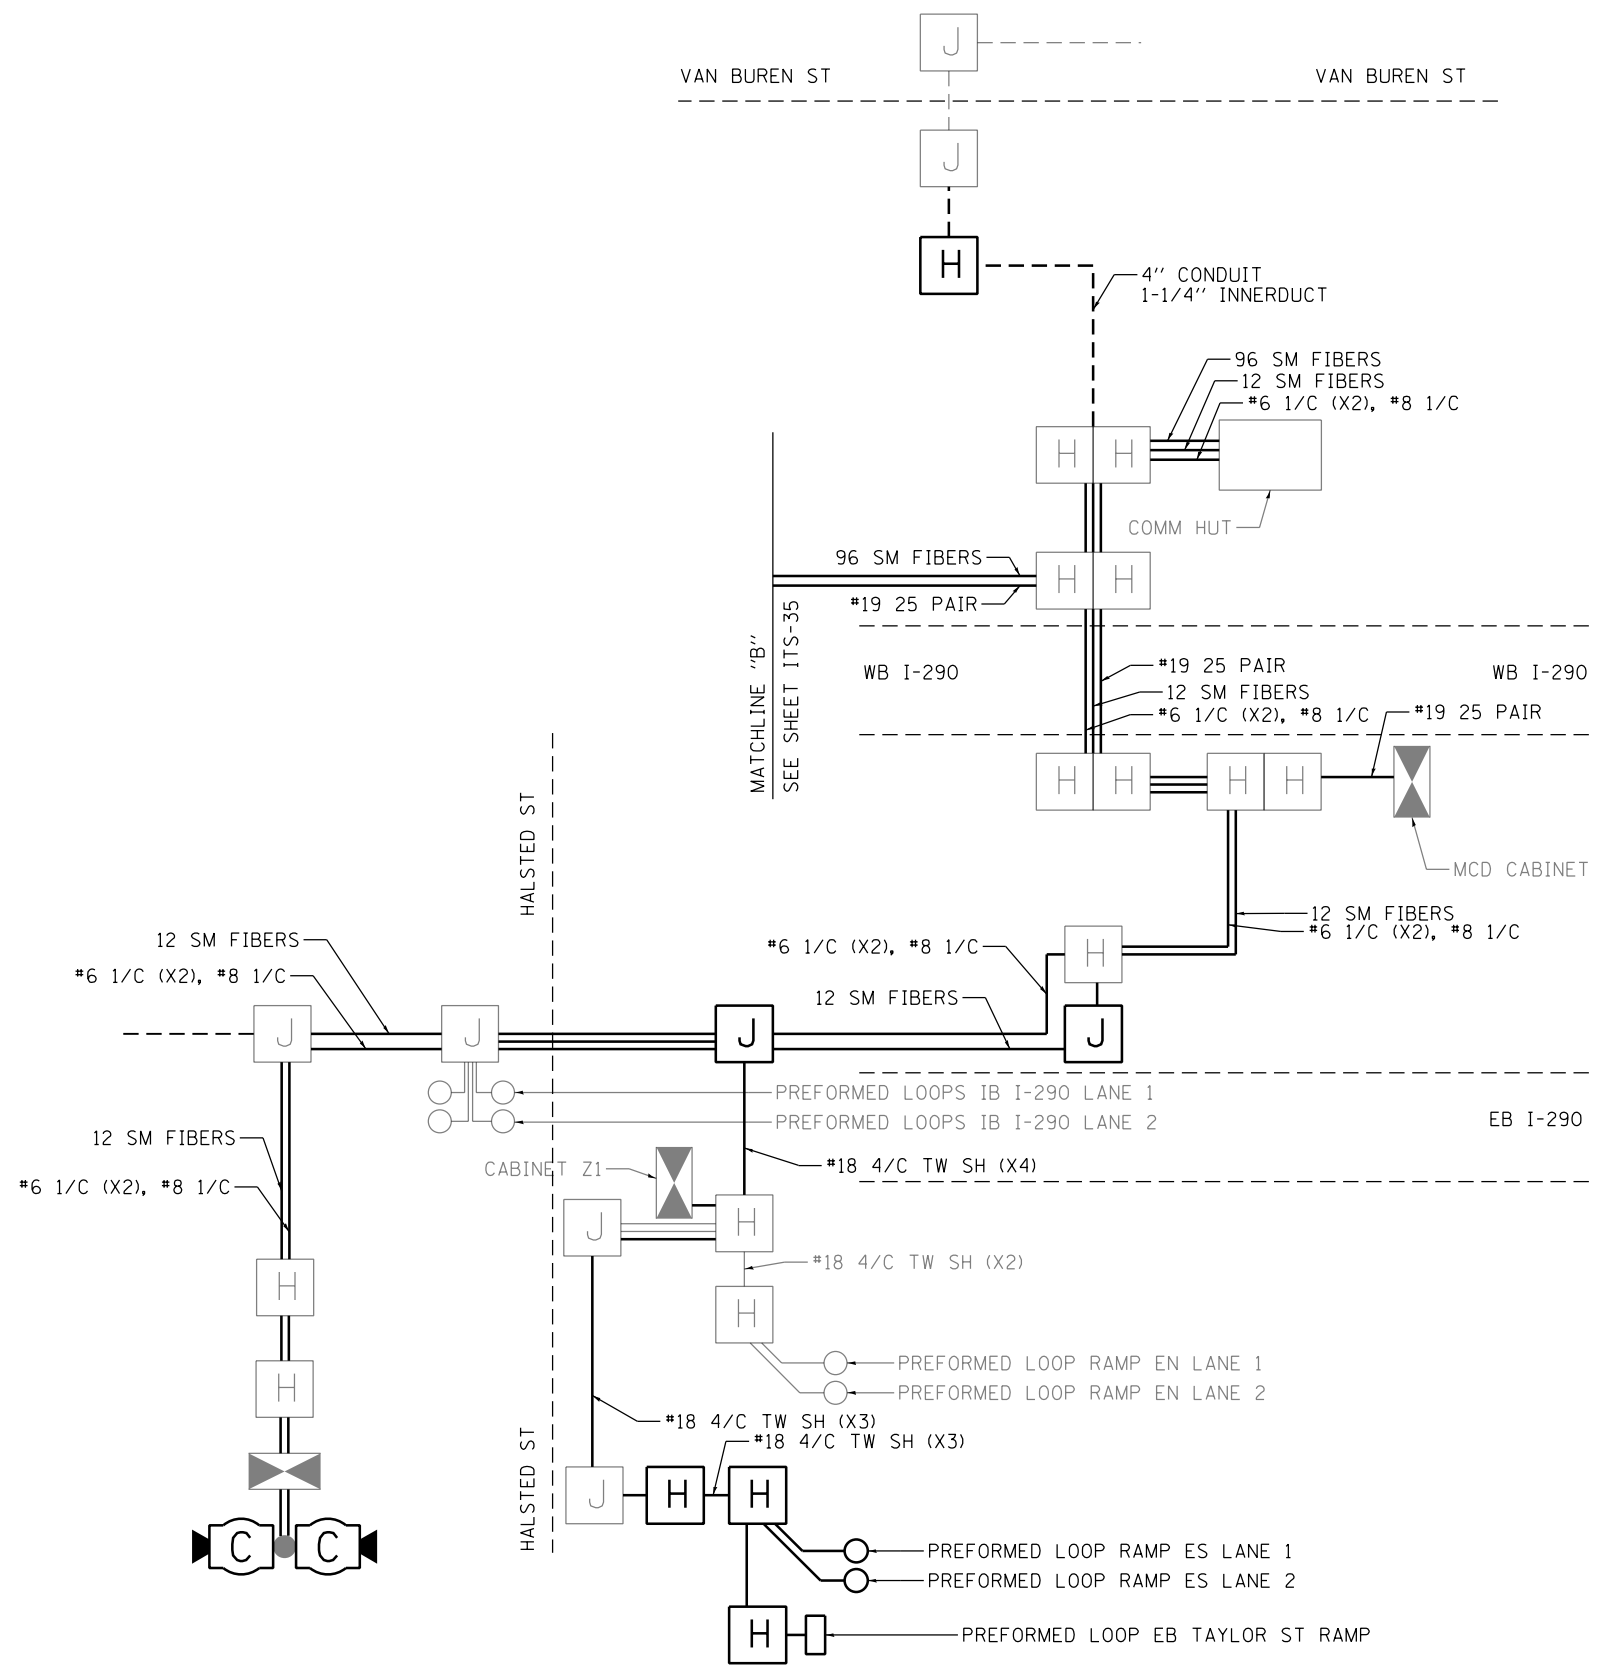 J
VAN BUREN ST
VAN BUREN ST
J
H
4" CONDUIT
1-1/4" INNERDUCT
96 SM FIBERS
12 SM FIBERS
#6 1/C (X2), #8 1/C
H H
COMM HUT
96 SM FIBERS
H H
#19 25 PAIR
MATCHLINE "B"
SEE SHEET ITS-35
WB I-290
WB I-290
#19 25 PAIR
12 SM FIBERS
#6 1/C (X2), #8 1/C
#19 25 PAIR
H H
H H
MCD CABINET
HALSTED ST
12 SM FIBERS
#6 1/C (X2), #8 1/C
12 SM FIBERS
#6 1/C (X2), #8 1/C
#6 1/C (X2), #8 1/C
H
12 SM FIBERS
J
J
J
J
PREFORMED LOOPS IB I-290 LANE 1
PREFORMED LOOPS IB I-290 LANE 2
EB I-290
12 SM FIBERS
#6 1/C (X2), #8 1/C
CABINET Z1
#18 4/C TW SH (X4)
J
H
#18 4/C TW SH (X2)
H
H
PREFORMED LOOP RAMP EN LANE 1
PREFORMED LOOP RAMP EN LANE 2
H
#18 4/C TW SH (X3)
#18 4/C TW SH (X3)
HALSTED ST
J
H
H
C
C
PREFORMED LOOP RAMP ES LANE 1
PREFORMED LOOP RAMP ES LANE 2
H
PREFORMED LOOP EB TAYLOR ST RAMP